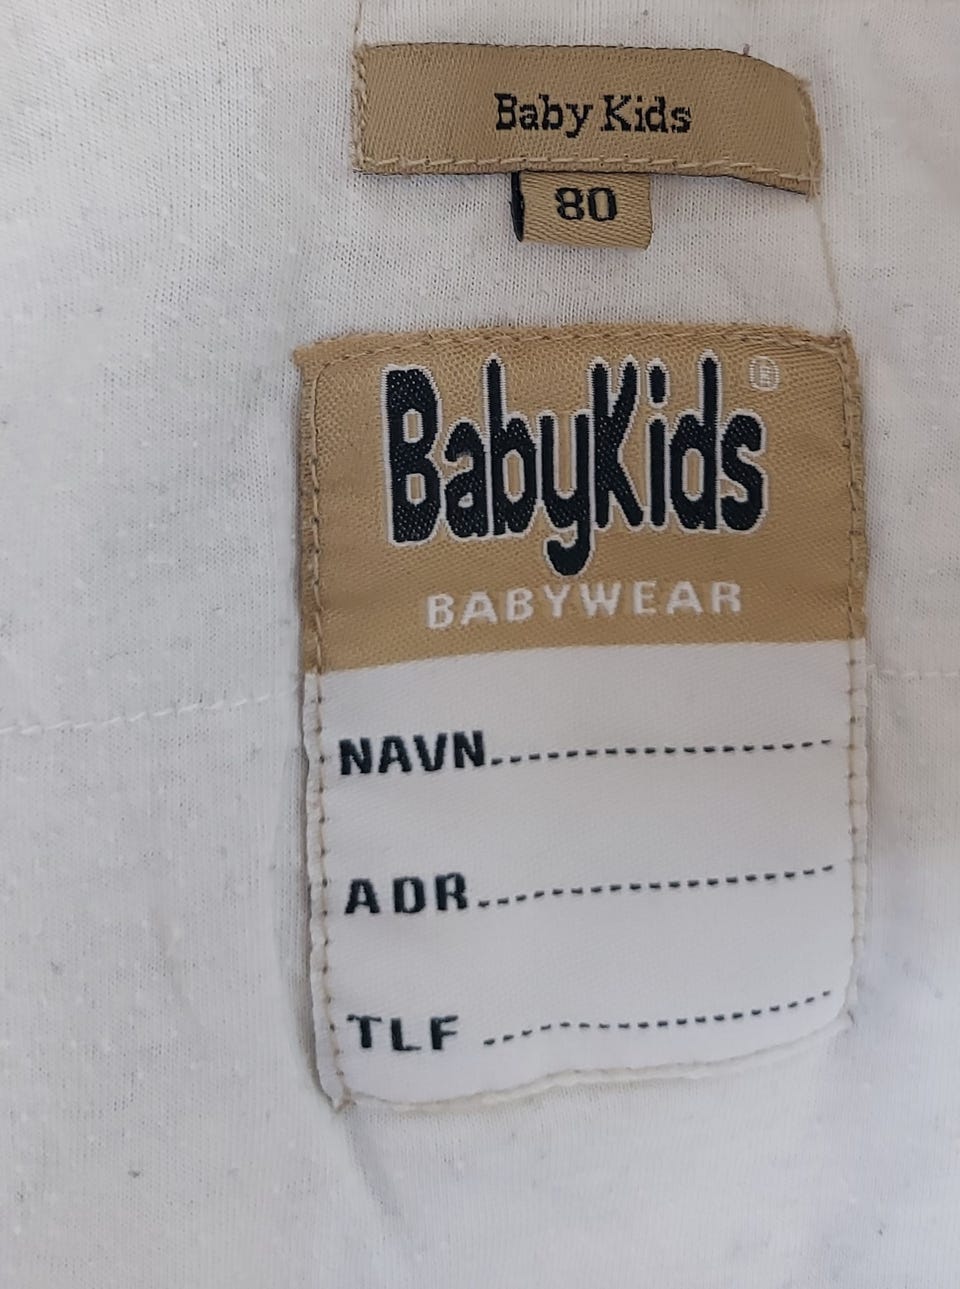 Baby Kids
80
BabyKids ®
BABYWEAR
NAVN....................
ADR....................
TLF ....................